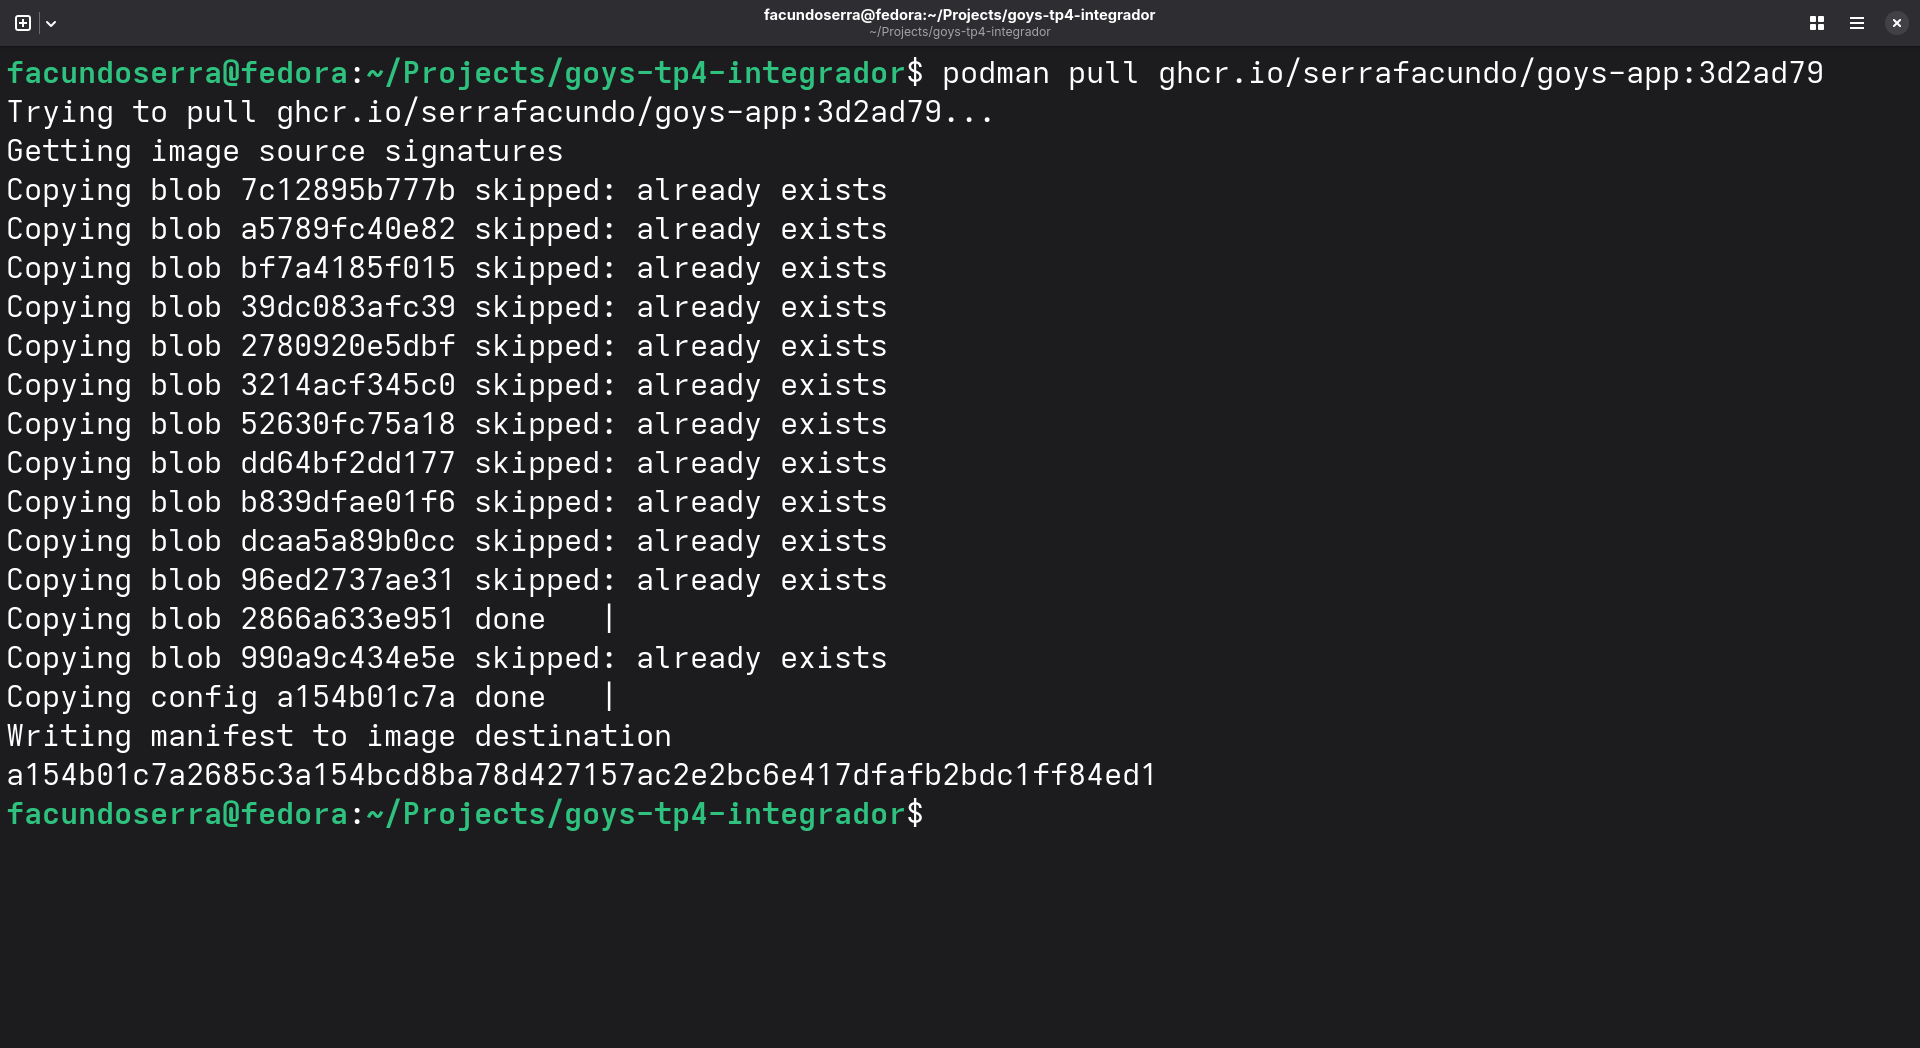 facundoserra@fedora:~/Projects/goys-tp4-integrador
~/Projects/goys-tp4-integrador
facundoserra@fedora:~/Projects/goys-tp4-integrador$ podman pull ghcr.io/serrafacundo/goys-app:3d2ad79
Trying to pull ghcr.io/serrafacundo/goys-app:3d2ad79...
Getting image source signatures
Copying blob 7c12895b777b skipped: already exists
Copying blob a5789fc40e82 skipped: already exists
Copying blob bf7a4185f015 skipped: already exists
Copying blob 39dc083afc39 skipped: already exists
Copying blob 2780920e5dbf skipped: already exists
Copying blob 3214acf345c0 skipped: already exists
Copying blob 52630fc75a18 skipped: already exists
Copying blob dd64bf2dd177 skipped: already exists
Copying blob b839dfae01f6 skipped: already exists
Copying blob dcaa5a89b0cc skipped: already exists
Copying blob 96ed2737ae31 skipped: already exists
Copying blob 2866a633e951 done   |
Copying blob 990a9c434e5e skipped: already exists
Copying config a154b01c7a done   |
Writing manifest to image destination
a154b01c7a2685c3a154bcd8ba78d427157ac2e2bc6e417dfafb2bdc1ff84ed1
facundoserra@fedora:~/Projects/goys-tp4-integrador$